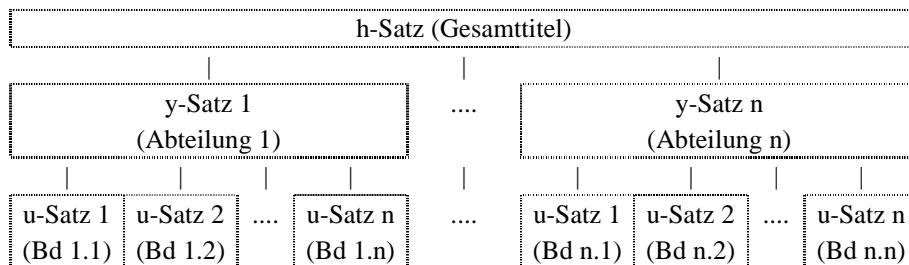 h-Satz (Gesamttitel)
y-Satz 1 .... y-Satz n
(Abteilung 1) (Abteilung n)
u-Satz 1 u-Satz 2 .... u-Satz n .... u-Satz 1 u-Satz 2 .... u-Satz n
(Bd 1.1) (Bd 1.2) (Bd 1.n) (Bd n.1) (Bd n.2) (Bd n.n)